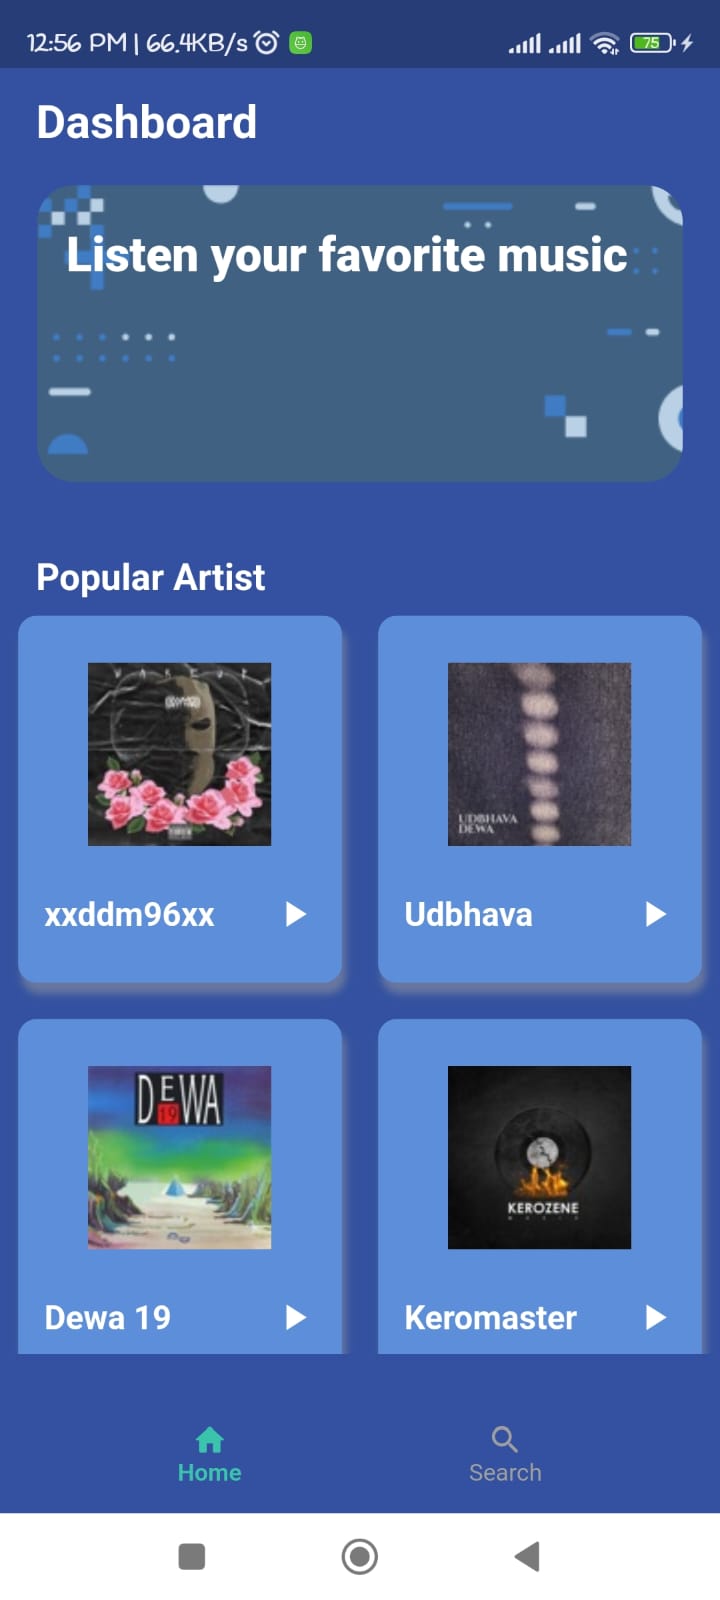 12:56 PM | 66.4KB/s
75
Dashboard
Listen your favorite music
Popular Artist
UDBHAVA
DEWA
xxddm96xx
Udbhava
DEWA
19
KEROZENE
Dewa 19
Keromaster
Home
Search